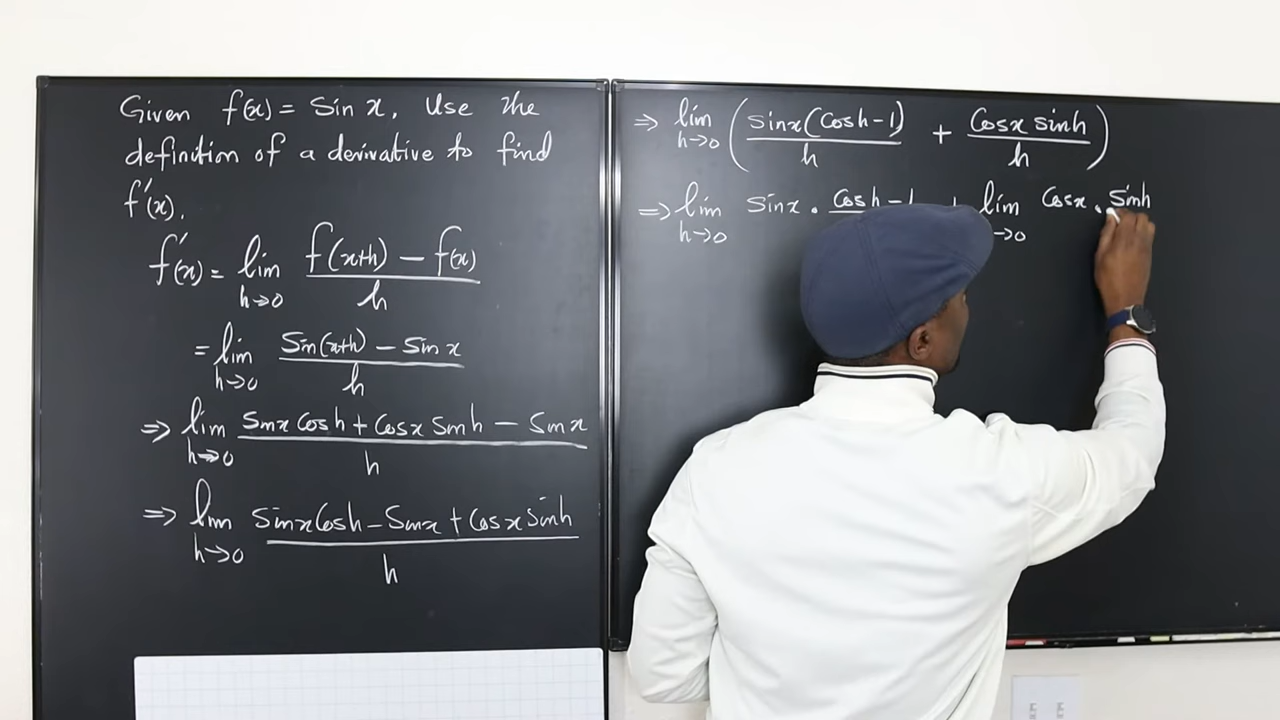 Given f(x) = Sin x. Use the
definition of a derivative to find
f'(x).
f'(x) = lim h→0 (f(x+h) − f(x))/h
= lim h→0 (Sin(x+h) − Sin x)/h
⇒ lim h→0 (Sinx Cosh + Cosx Sinh − Sinx)/h
⇒ lim h→0 (Sinx Cosh − Sinx + Cosx Sinh)/h
⇒ lim h→0 (Sinx(Cosh−1)/h + Cosx Sinh/h)
⇒ lim h→0 Sinx · Cosh−1 + lim →0 Cosx · Sinh